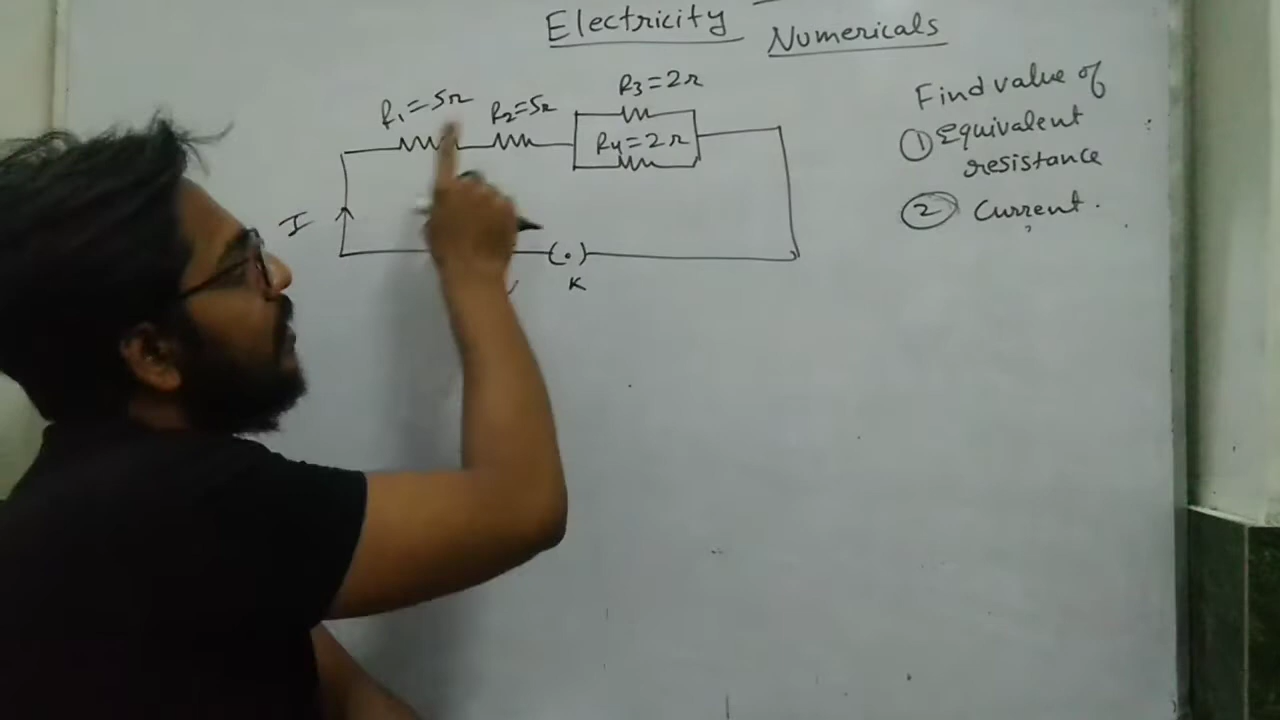 Electricity
Numericals
R1=5Ω
R2=5Ω
R3=2Ω
R4=2Ω
I
K
Find value of
① Equivalent
resistance
② Current.